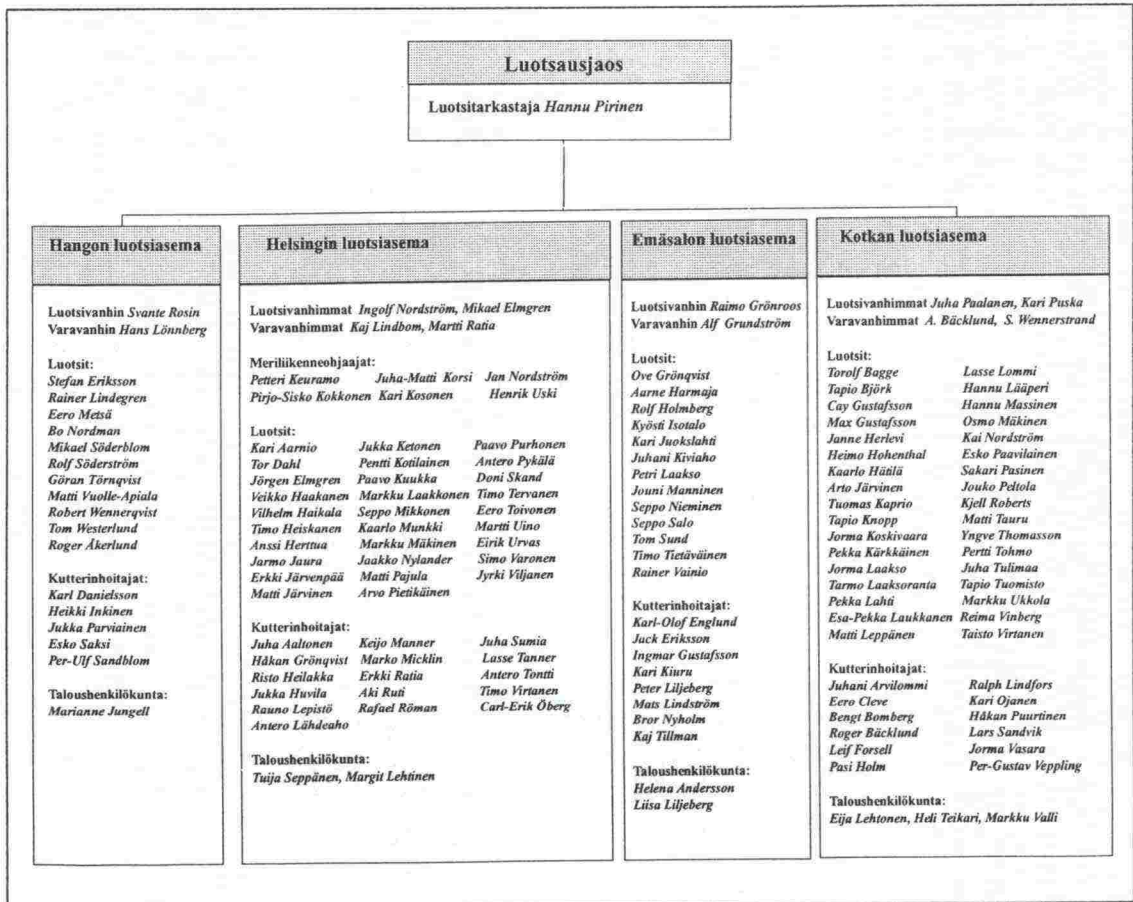 Luotsausjaos
Luotsitarkastaja Hannu Pirinen
Hangon luotsiasema
Luotsivanhin Svante Rosin
Varavanhin Hans Lönnberg
Luotsit:
Stefan Eriksson
Rainer Lindegren
Eero Metsä
Bo Nordman
Mikael Söderblom
Rolf Söderström
Göran Törnqvist
Matti Vuolle-Apiala
Robert Wennerqvist
Tom Westerlund
Roger Åkerlund
Kutterinhoitajat:
Karl Danielsson
Heikki Inkinen
Jukka Parviainen
Esko Saksi
Per-Ulf Sandblom
Taloushenkilökunta:
Marianne Jungell
Helsingin luotsiasema
Luotsivanhimmat Ingolf Nordström, Mikael Elmgren
Varavanhimmat Kaj Lindbom, Martti Ratia
Meriliikenneohjaajat:
Petteri Keuramo Juha-Matti Korsi Jan Nordström
Pirjo-Sisko Kokkonen Kari Kosonen Henrik Uski
Luotsit:
Kari Aarnio Jukka Ketonen Paavo Purhonen
Tor Dahl Pentti Kotilainen Antero Pykälä
Jörgen Elmgren Paavo Kuukka Doni Skand
Veikko Haakanen Markku Laakkonen Timo Tervanen
Vilhelm Haikala Seppo Mikkonen Eero Toivonen
Timo Heiskanen Kaarlo Munkki Martti Uino
Anssi Herttua Markku Mäkinen Eirik Urvas
Jarmo Jaura Jaakko Nylander Simo Varonen
Erkki Järvenpää Matti Pajula Jyrki Viljanen
Matti Järvinen Arvo Pietikäinen
Kutterinhoitajat:
Juha Aaltonen Keijo Manner Juha Sumia
Håkan Grönqvist Marko Micklin Lasse Tanner
Risto Heilakka Erkki Ratia Antero Tontti
Jukka Huvila Aki Ruti Timo Virtanen
Rauno Lepistö Rafael Röman Carl-Erik Öberg
Antero Lähdeaho
Taloushenkilökunta:
Tuija Seppänen, Margit Lehtinen
Emäsalon luotsiasema
Luotsivanhin Raimo Grönroos
Varavanhin Alf Grundström
Luotsit:
Ove Grönqvist
Aarne Harmaja
Rolf Holmberg
Kyösti Isotalo
Kari Juokslahti
Juhani Kiviaho
Petri Laakso
Jouni Manninen
Seppo Nieminen
Seppo Salo
Tom Sund
Timo Tietäväinen
Rainer Vainio
Kutterinhoitajat:
Karl-Olof Englund
Jack Eriksson
Ingmar Gustafsson
Kari Kiuru
Peter Liljeberg
Mats Lindström
Bror Nyholm
Kaj Tillman
Taloushenkilökunta:
Helena Andersson
Liisa Liljeberg
Kotkan luotsiasema
Luotsivanhimmat Juha Paalanen, Kari Puska
Varavanhimmat A. Bäcklund, S. Wennerstrand
Luotsit:
Torolf Bagge Lasse Lommi
Tapio Björk Hannu Lääperi
Cay Gustafsson Hannu Massinen
Max Gustafsson Osmo Mäkinen
Janne Herlevi Kai Nordström
Heimo Hohenthal Esko Paavilainen
Kaarlo Hätilä Sakari Pasinen
Arto Järvinen Jouko Peltola
Tuomas Kaprio Kjell Roberts
Tapio Knopp Matti Tauru
Jorma Koskivaara Yngve Thomasson
Pekka Kärkkäinen Pertti Tohmo
Jorma Laakso Juha Tulimaa
Tarmo Laaksoranta Tapio Tuomisto
Pekka Lahti Markku Ukkola
Esa-Pekka Laukkanen Reima Vinberg
Matti Leppänen Taisto Virtanen
Kutterinhoitajat:
Juhani Arvilommi Ralph Lindfors
Eero Cleve Kari Ojanen
Bengt Bomberg Håkan Puurtinen
Roger Bäcklund Lars Sandvik
Leif Forsell Jorma Vasara
Pasi Holm Per-Gustav Veppling
Taloushenkilökunta:
Eija Lehtonen, Heli Teikari, Markku Valli